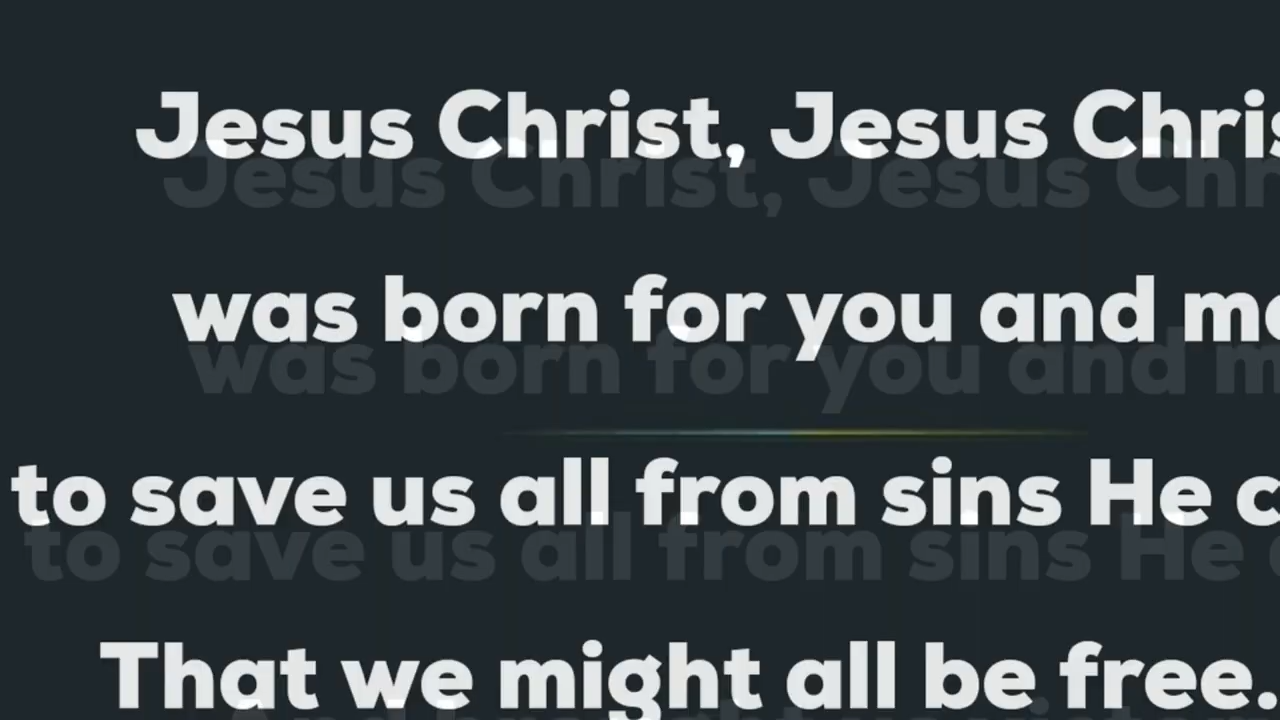 Jesus Christ, Jesus
was born for you and
to save us all from sins He
That we might all be free.